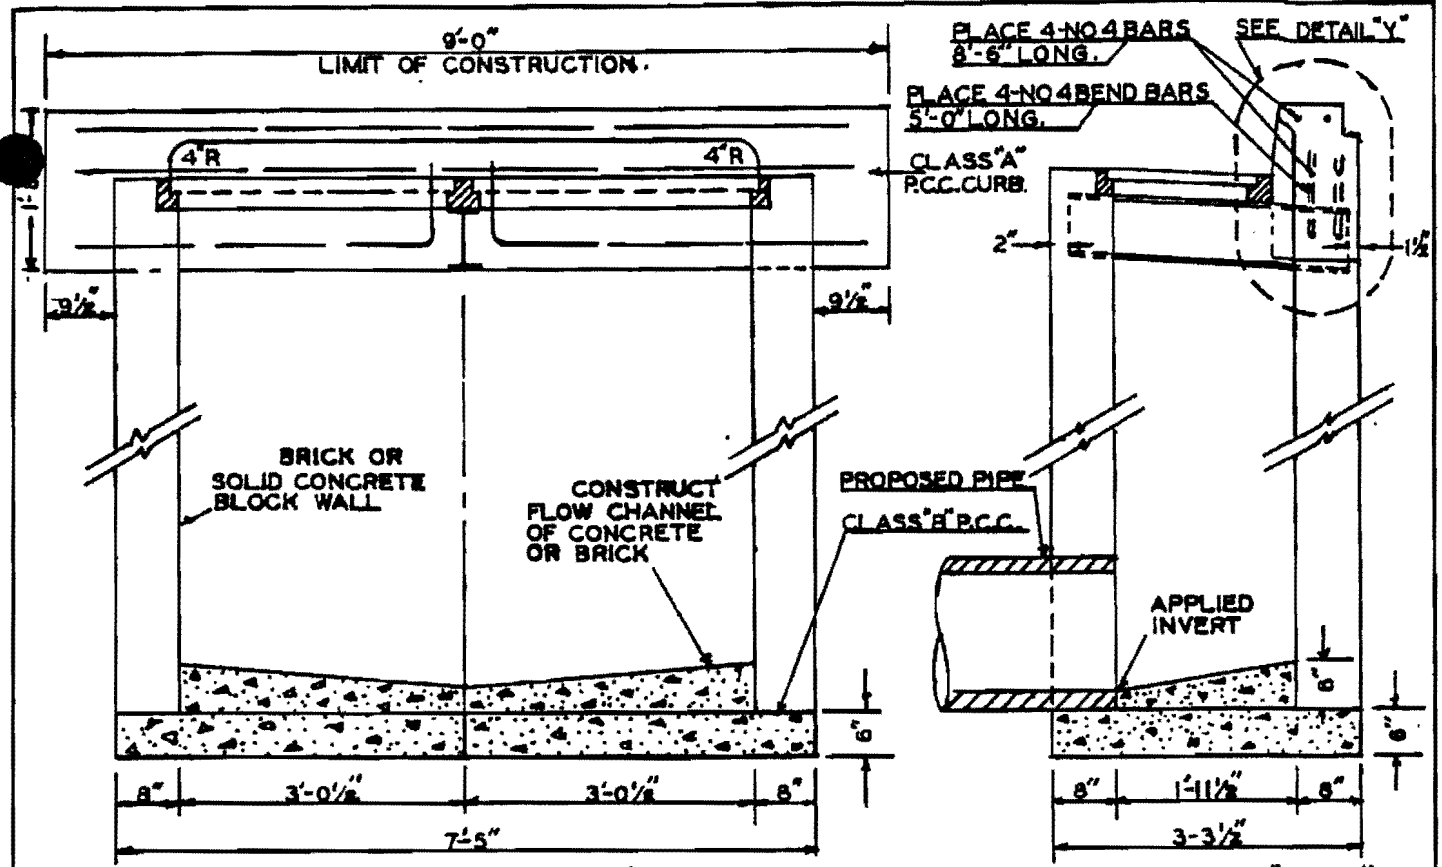 9'-0"
LIMIT OF CONSTRUCTION.
PLACE 4-NO 4 BARS
8'-6" LONG.
SEE DETAIL "Y"
PLACE 4-NO 4 BEND BARS
5'-0" LONG.
4"R
4"R
CLASS "A"
P.C.C. CURB.
2"
1½"
9½"
9½"
BRICK OR
SOLID CONCRETE
BLOCK WALL
CONSTRUCT
FLOW CHANNEL
OF CONCRETE
OR BRICK
PROPOSED PIPE
CLASS "B" P.C.C.
APPLIED
INVERT
6"
6"
6"
8"
3'-0½"
3'-0½"
8"
8"
1'-11½"
8"
7'-5"
3-3½"